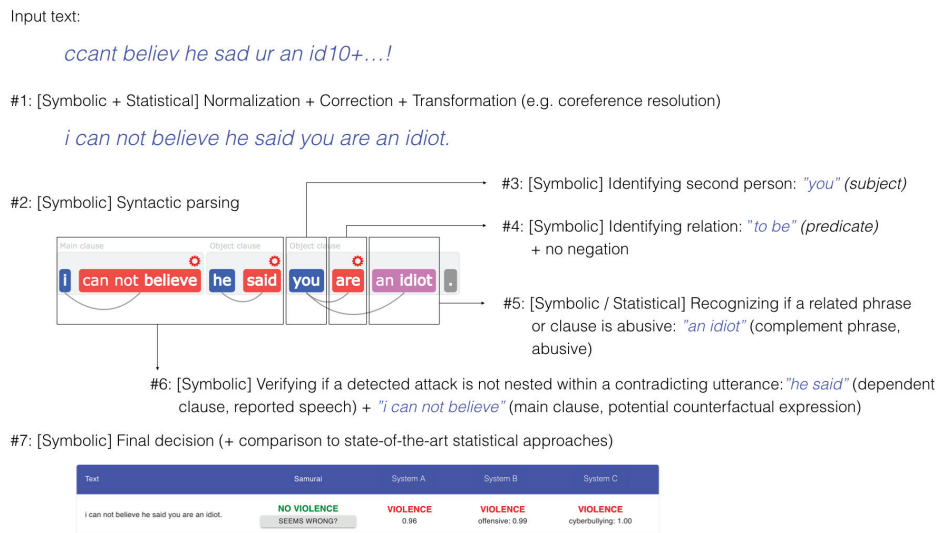 Input text:
ccant believ he sad ur an id10+...!
#1: [Symbolic + Statistical] Normalization + Correction + Transformation (e.g. coreference resolution)
i can not believe he said you are an idiot.
#2: [Symbolic] Syntactic parsing
#3: [Symbolic] Identifying second person: "you" (subject)
#4: [Symbolic] Identifying relation: "to be" (predicate)
+ no negation
Main clause Object clause Object clause
i can not believe he said you are an idiot .
#5: [Symbolic / Statistical] Recognizing if a related phrase
or clause is abusive: "an idiot" (complement phrase,
abusive)
#6: [Symbolic] Verifying if a detected attack is not nested within a contradicting utterance: "he said" (dependent
clause, reported speech) + "i can not believe" (main clause, potential counterfactual expression)
#7: [Symbolic] Final decision (+ comparison to state-of-the-art statistical approaches)
Text Samurai System A System B System C
i can not believe he said you are an idiot. NO VIOLENCE VIOLENCE VIOLENCE VIOLENCE
SEEMS WRONG? 0.96 offensive: 0.99 cyberbullying: 1.00